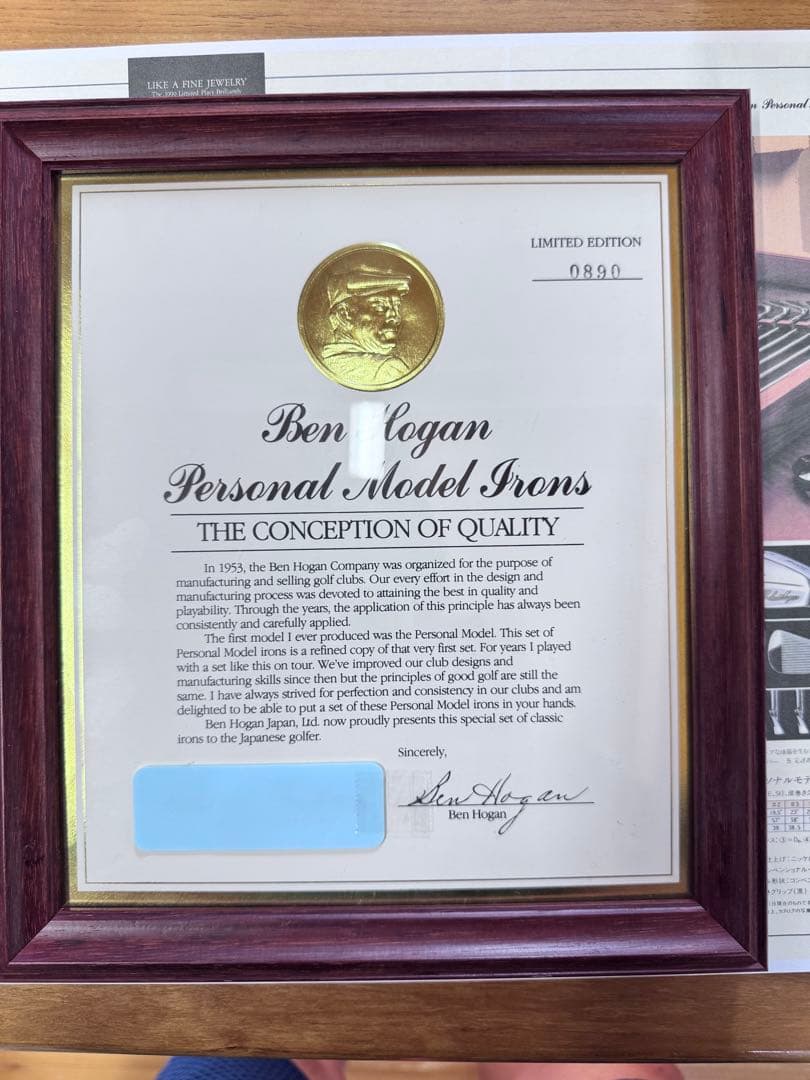 LIKE A FINE JEWELRY
Personal
LIMITED EDITION
0890
Ben Hogan
Personal Model Irons
THE CONCEPTION OF QUALITY
In 1953, the Ben Hogan Company was organized for the purpose of
manufacturing and selling golf clubs. Our every effort in the design and
manufacturing process was devoted to attaining the best in quality and
playability. Through the years, the application of this principle has always been
consistently and carefully applied.
The first model I ever produced was the Personal Model. This set of
Personal Model irons is a refined copy of that very first set. For years I played
with a set like this on tour. We've improved our club designs and
manufacturing skills since then but the principles of good golf are still the
same. I have always strived for perfection and consistency in our clubs and am
delighted to be able to put a set of these Personal Model irons in your hands.
Ben Hogan Japan, Ltd. now proudly presents this special set of classic
irons to the Japanese golfer.
Sincerely,
Ben Hogan
Ben Hogan